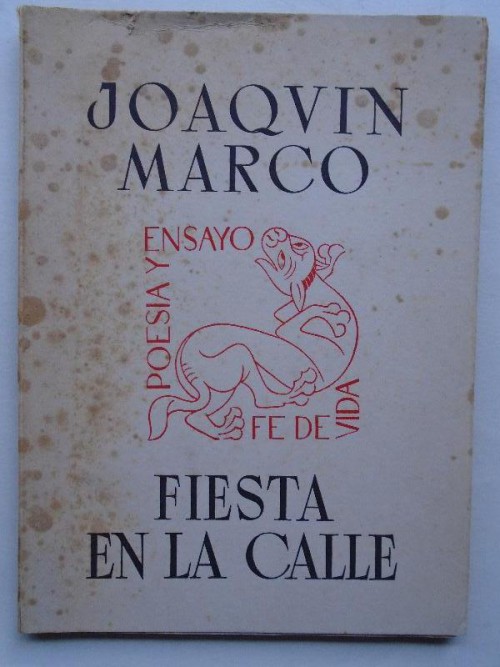 JOAQVIN
MARCO
POESIA Y
ENSAYO
FE DE
VIDA
FIESTA
EN LA CALLE